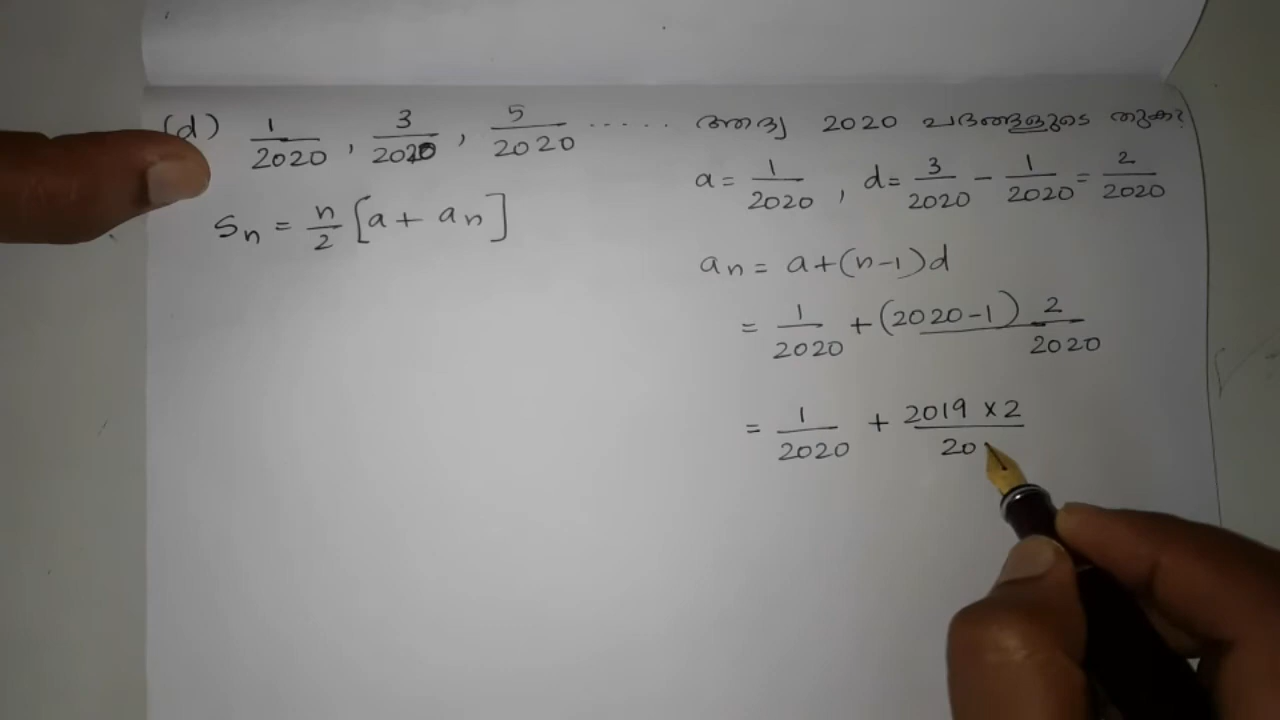 (d) 1/2020 , 3/2020 , 5/2020 ...... ആദ്യ 2020 പദങ്ങളുടെ തുക?
a = 1/2020 , d = 3/2020 - 1/2020 = 2/2020
Sn = n/2 [a + an]
an = a+(n-1)d
= 1/2020 + (2020-1) 2/2020
= 1/2020 + 2019 × 2/20